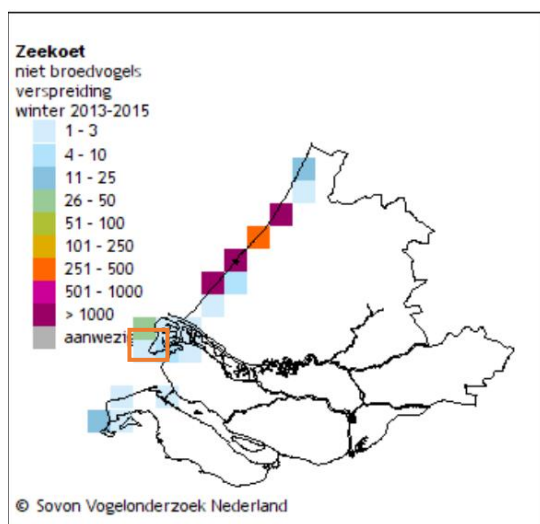 Zeekoet
niet broedvogels
verspreiding
winter 2013-2015
1 - 3
4 - 10
11 - 25
26 - 50
51 - 100
101 - 250
251 - 500
501 - 1000
> 1000
aanwezig
© Sovon Vogelonderzoek Nederland